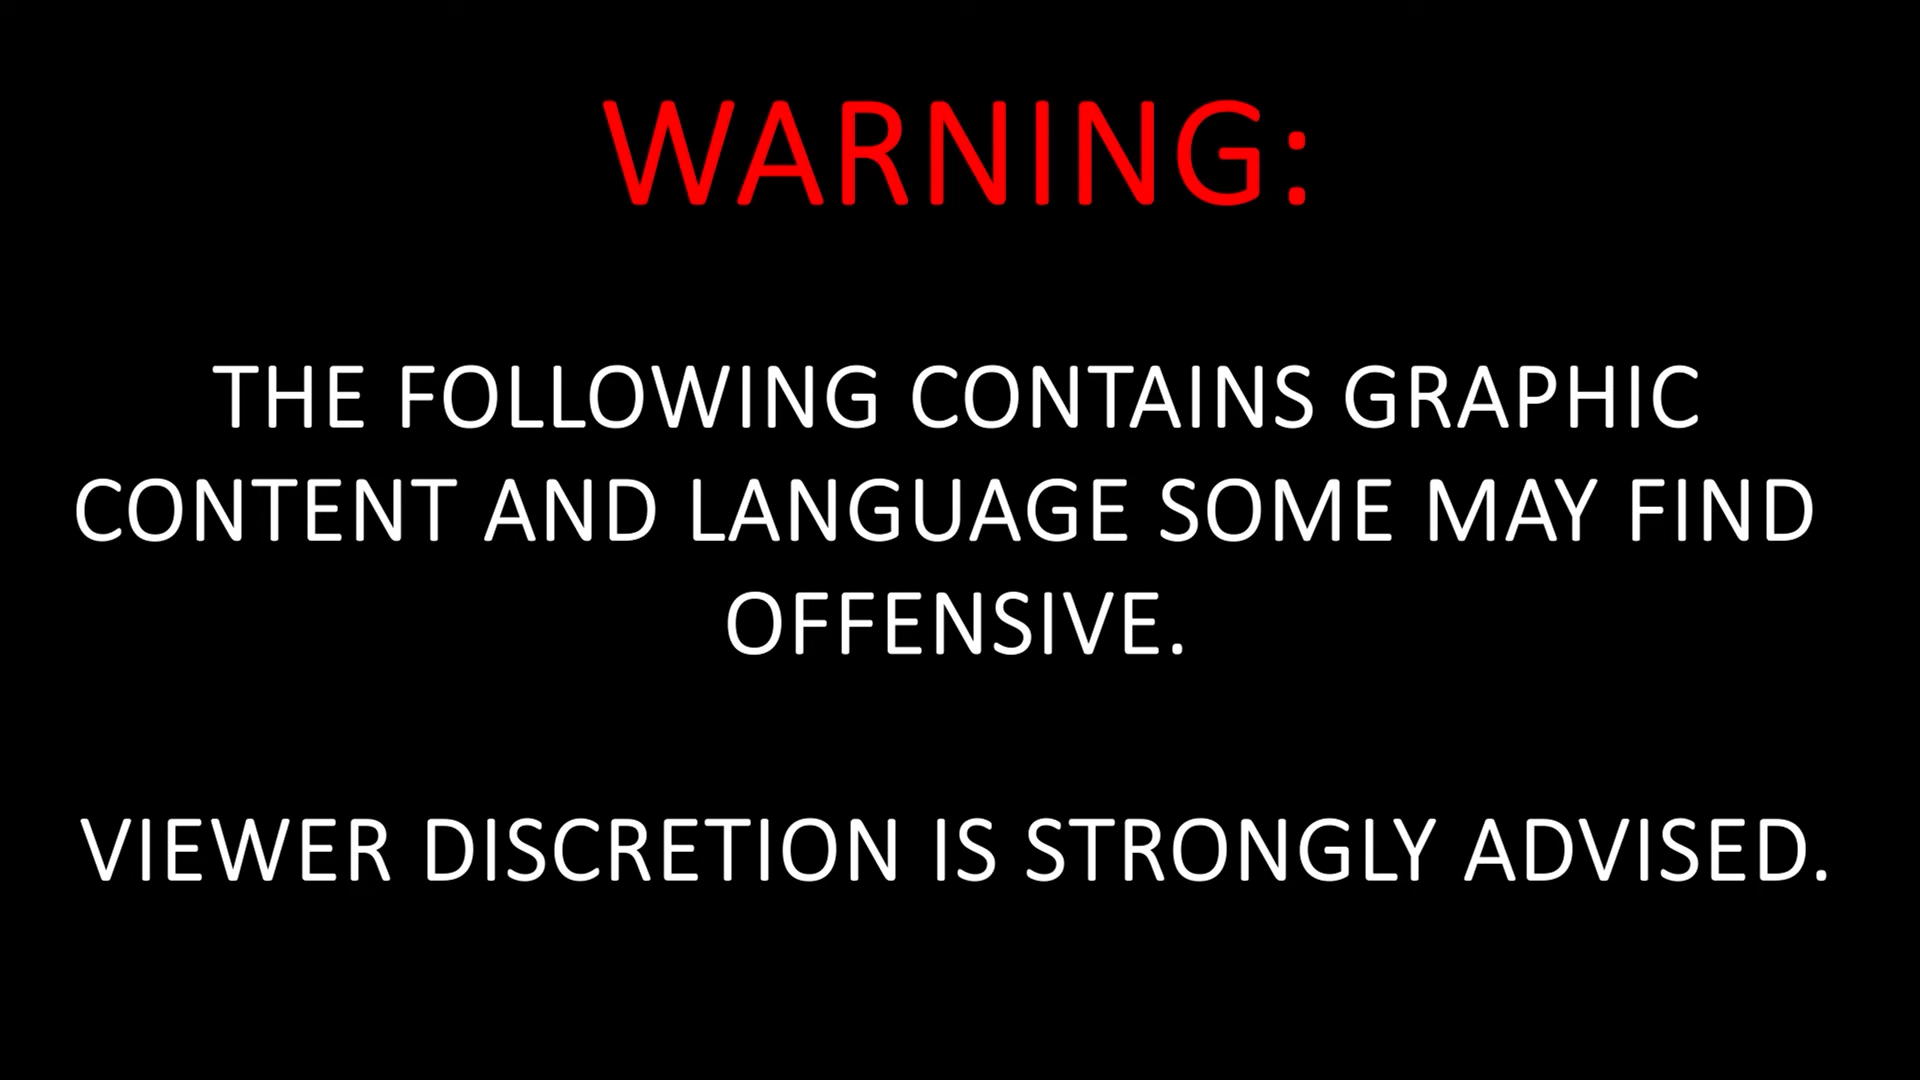 WARNING:
THE FOLLOWING CONTAINS GRAPHIC
CONTENT AND LANGUAGE SOME MAY FIND
OFFENSIVE.
VIEWER DISCRETION IS STRONGLY ADVISED.